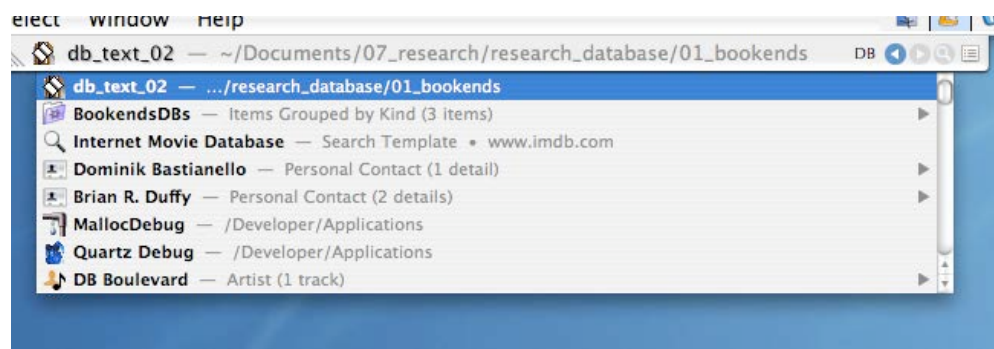 elect Window Help
db_text_02 — ~/Documents/07_research/research_database/01_bookends DB
db_text_02 — .../research_database/01_bookends
BookendsDBs — Items Grouped by Kind (3 items)
Internet Movie Database — Search Template • www.imdb.com
Dominik Bastianello — Personal Contact (1 detail)
Brian R. Duffy — Personal Contact (2 details)
MallocDebug — /Developer/Applications
Quartz Debug — /Developer/Applications
DB Boulevard — Artist (1 track)